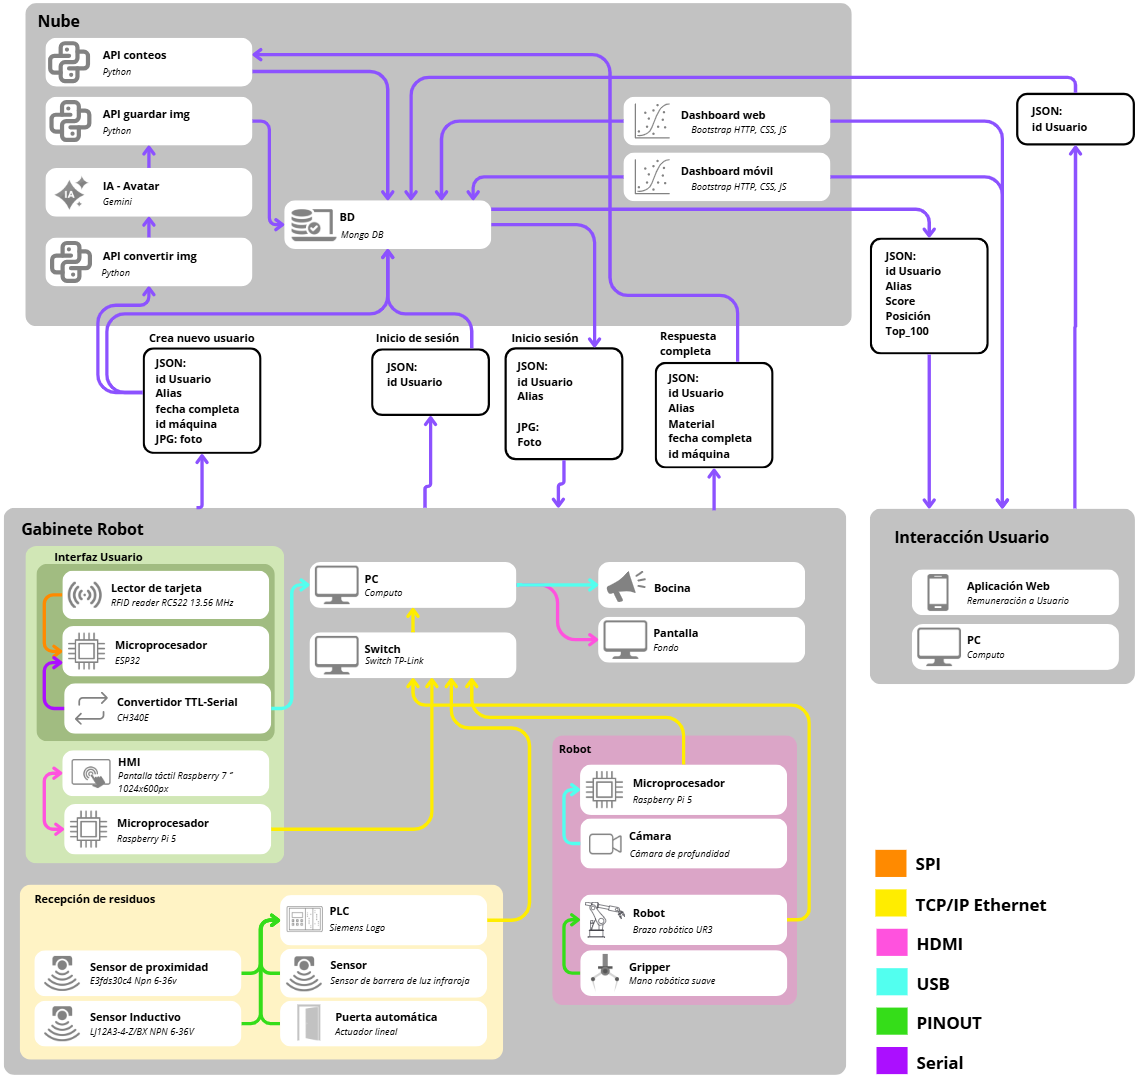 Nube
API conteos
Python
API guardar img
Python
IA
IA - Avatar
Gemini
API convertir img
Python
BD
Mongo DB
Dashboard web
Bootstrap HTTP, CSS, JS
Dashboard móvil
Bootstrap HTTP, CSS, JS
JSON:
id Usuario
JSON:
id Usuario
Alias
Score
Posición
Top_100
Crea nuevo usuario
JSON:
id Usuario
Alias
fecha completa
id máquina
JPG: foto
Inicio de sesión
JSON:
id Usuario
Inicio sesión
JSON:
id Usuario
Alias
JPG:
Foto
Respuesta
completa
JSON:
id Usuario
Alias
Material
fecha completa
id máquina
Gabinete Robot
Interfaz Usuario
Lector de tarjeta
RFID reader RC522 13.56 MHz
Microprocesador
ESP32
Convertidor TTL-Serial
CH340E
HMI
Pantalla táctil Raspberry 7 ″
1024x600px
Microprocesador
Raspberry Pi 5
PC
Computo
Switch
Switch TP-Link
Bocina
Pantalla
Fondo
Robot
Microprocesador
Raspberry Pi 5
Cámara
Cámara de profundidad
Robot
Brazo robótico UR3
Gripper
Mano robótica suave
Recepción de residuos
PLC
Siemens Logo
Sensor de proximidad
E3fds30c4 Npn 6-36v
Sensor
Sensor de barrera de luz infraroja
Sensor Inductivo
LJ12A3-4-Z/BX NPN 6-36V
Puerta automática
Actuador lineal
Interacción Usuario
Aplicación Web
Remuneración a Usuario
PC
Computo
SPI
TCP/IP Ethernet
HDMI
USB
PINOUT
Serial